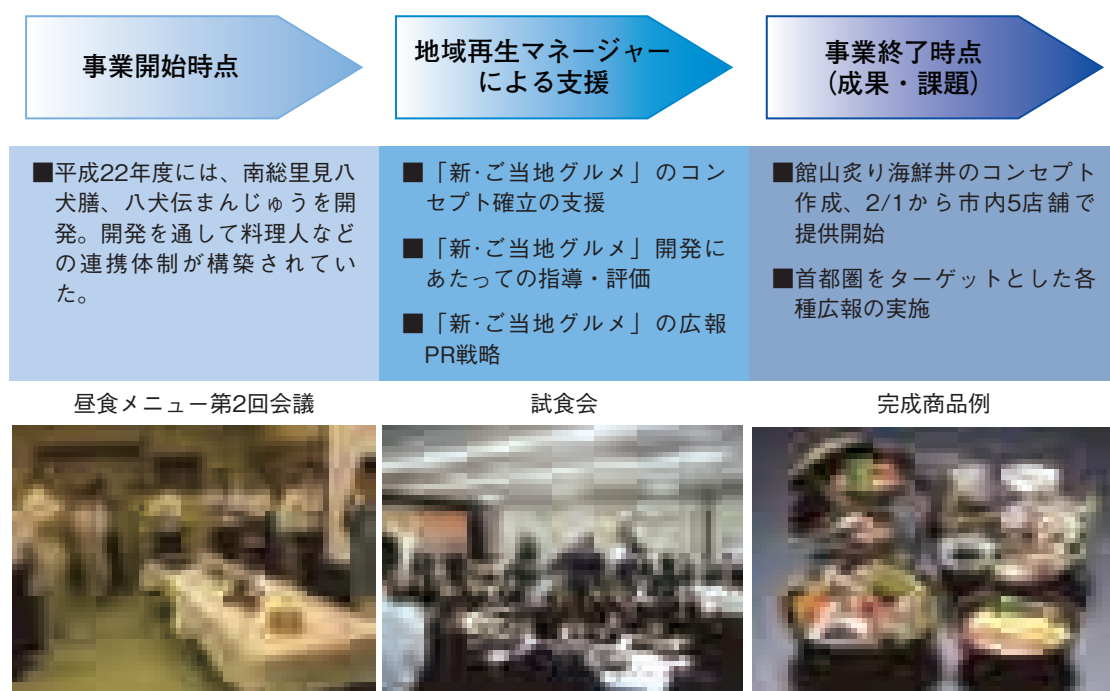 事業開始時点
地域再生マネージャー
による支援
事業終了時点
（成果・課題）
■平成22年度には、南総里見八
犬膳、八犬伝まんじゅうを開
発。開発を通して料理人など
の連携体制が構築されてい
た。
■「新･ご当地グルメ」のコン
セプト確立の支援
■「新･ご当地グルメ」開発に
あたっての指導・評価
■「新･ご当地グルメ」の広報
PR戦略
■館山炙り海鮮丼のコンセプト
作成、2/1から市内5店舗で
提供開始
■首都圏をターゲットとした各
種広報の実施
昼食メニュー第2回会議
試食会
完成商品例